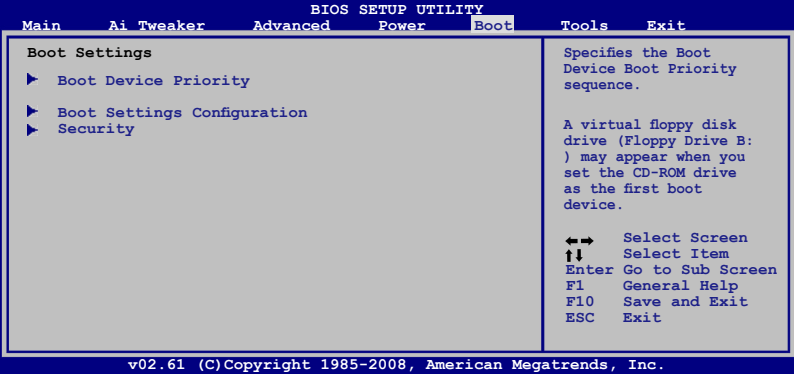 BIOS SETUP UTILITY
Main Ai Tweaker Advanced Power Boot Tools Exit
Boot Settings
Boot Device Priority
Boot Settings Configuration
Security
Specifies the Boot
Device Boot Priority
sequence.
A virtual floppy disk
drive (Floppy Drive B:
) may appear when you
set the CD-ROM drive
as the first boot
device.
Select Screen
Select Item
Enter Go to Sub Screen
F1 General Help
F10 Save and Exit
ESC Exit
v02.61 (C)Copyright 1985-2008, American Megatrends, Inc.